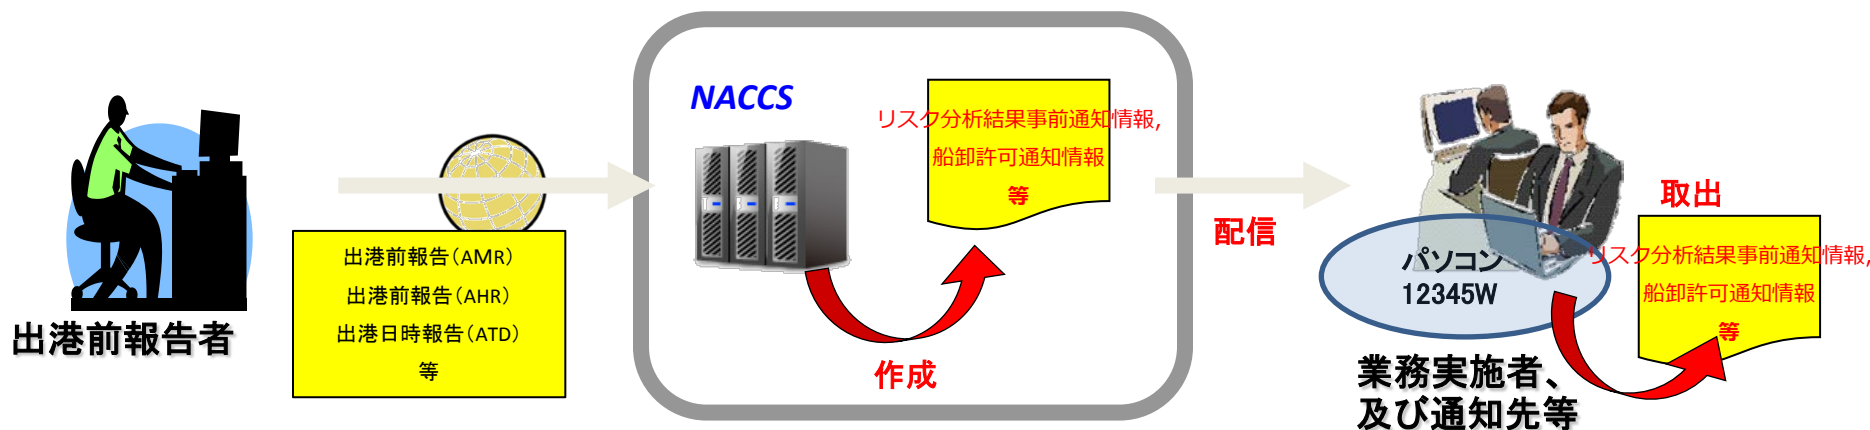 出港前報告者
出港前報告(AMR)
出港前報告(AHR)
出港日時報告(ATD)
等
NACCS
リスク分析結果事前通知情報,
船卸許可通知情報
等
作成
配信
パソコン
12345W
業務実施者、
及び通知先等
取出
リスク分析結果事前通知情報,
船卸許可通知情報
等